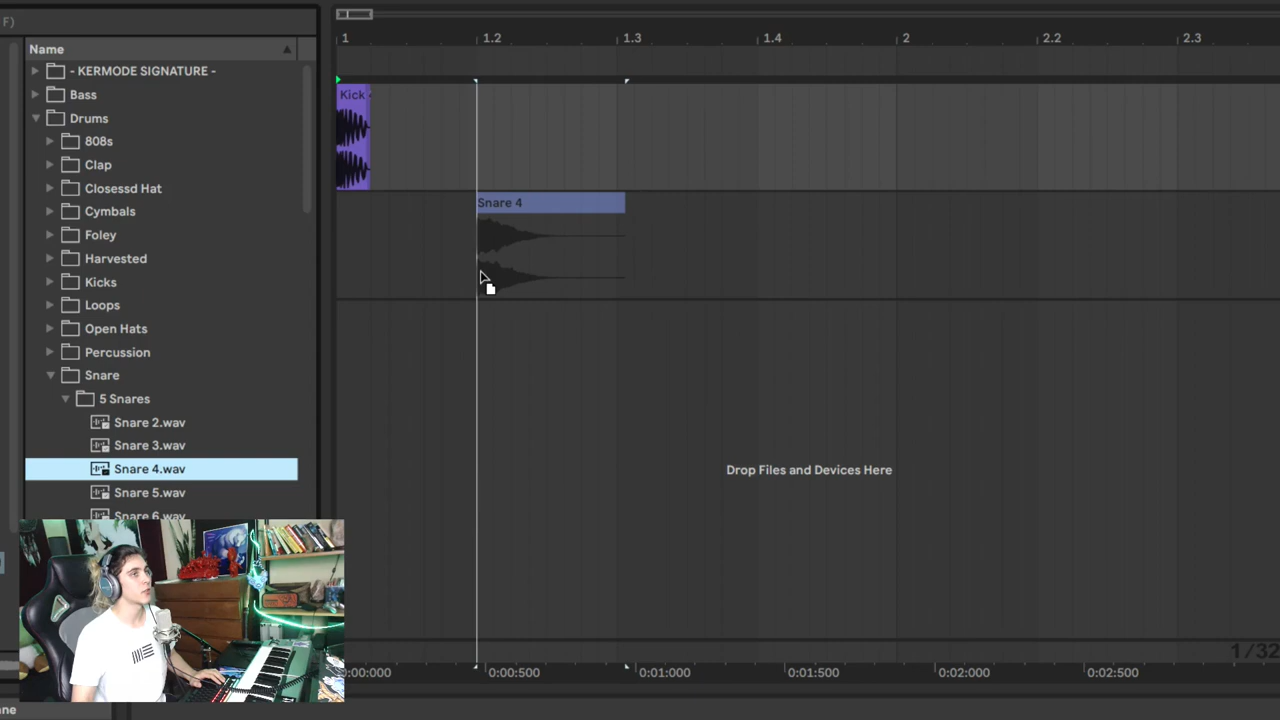 F)
Name
- KERMODE SIGNATURE -
Bass
Drums
808s
Clap
Closessd Hat
Cymbals
Foley
Harvested
Kicks
Loops
Open Hats
Percussion
Snare
5 Snares
Snare 2.wav
Snare 3.wav
Snare 4.wav
Snare 5.wav
Snare 6.wav
1 1.2 1.3 1.4 2 2.2 2.3
Kick
Snare 4
Drop Files and Devices Here
1/32
0:00:000 0:00:500 0:01:000 0:01:500 0:02:000 0:02:500